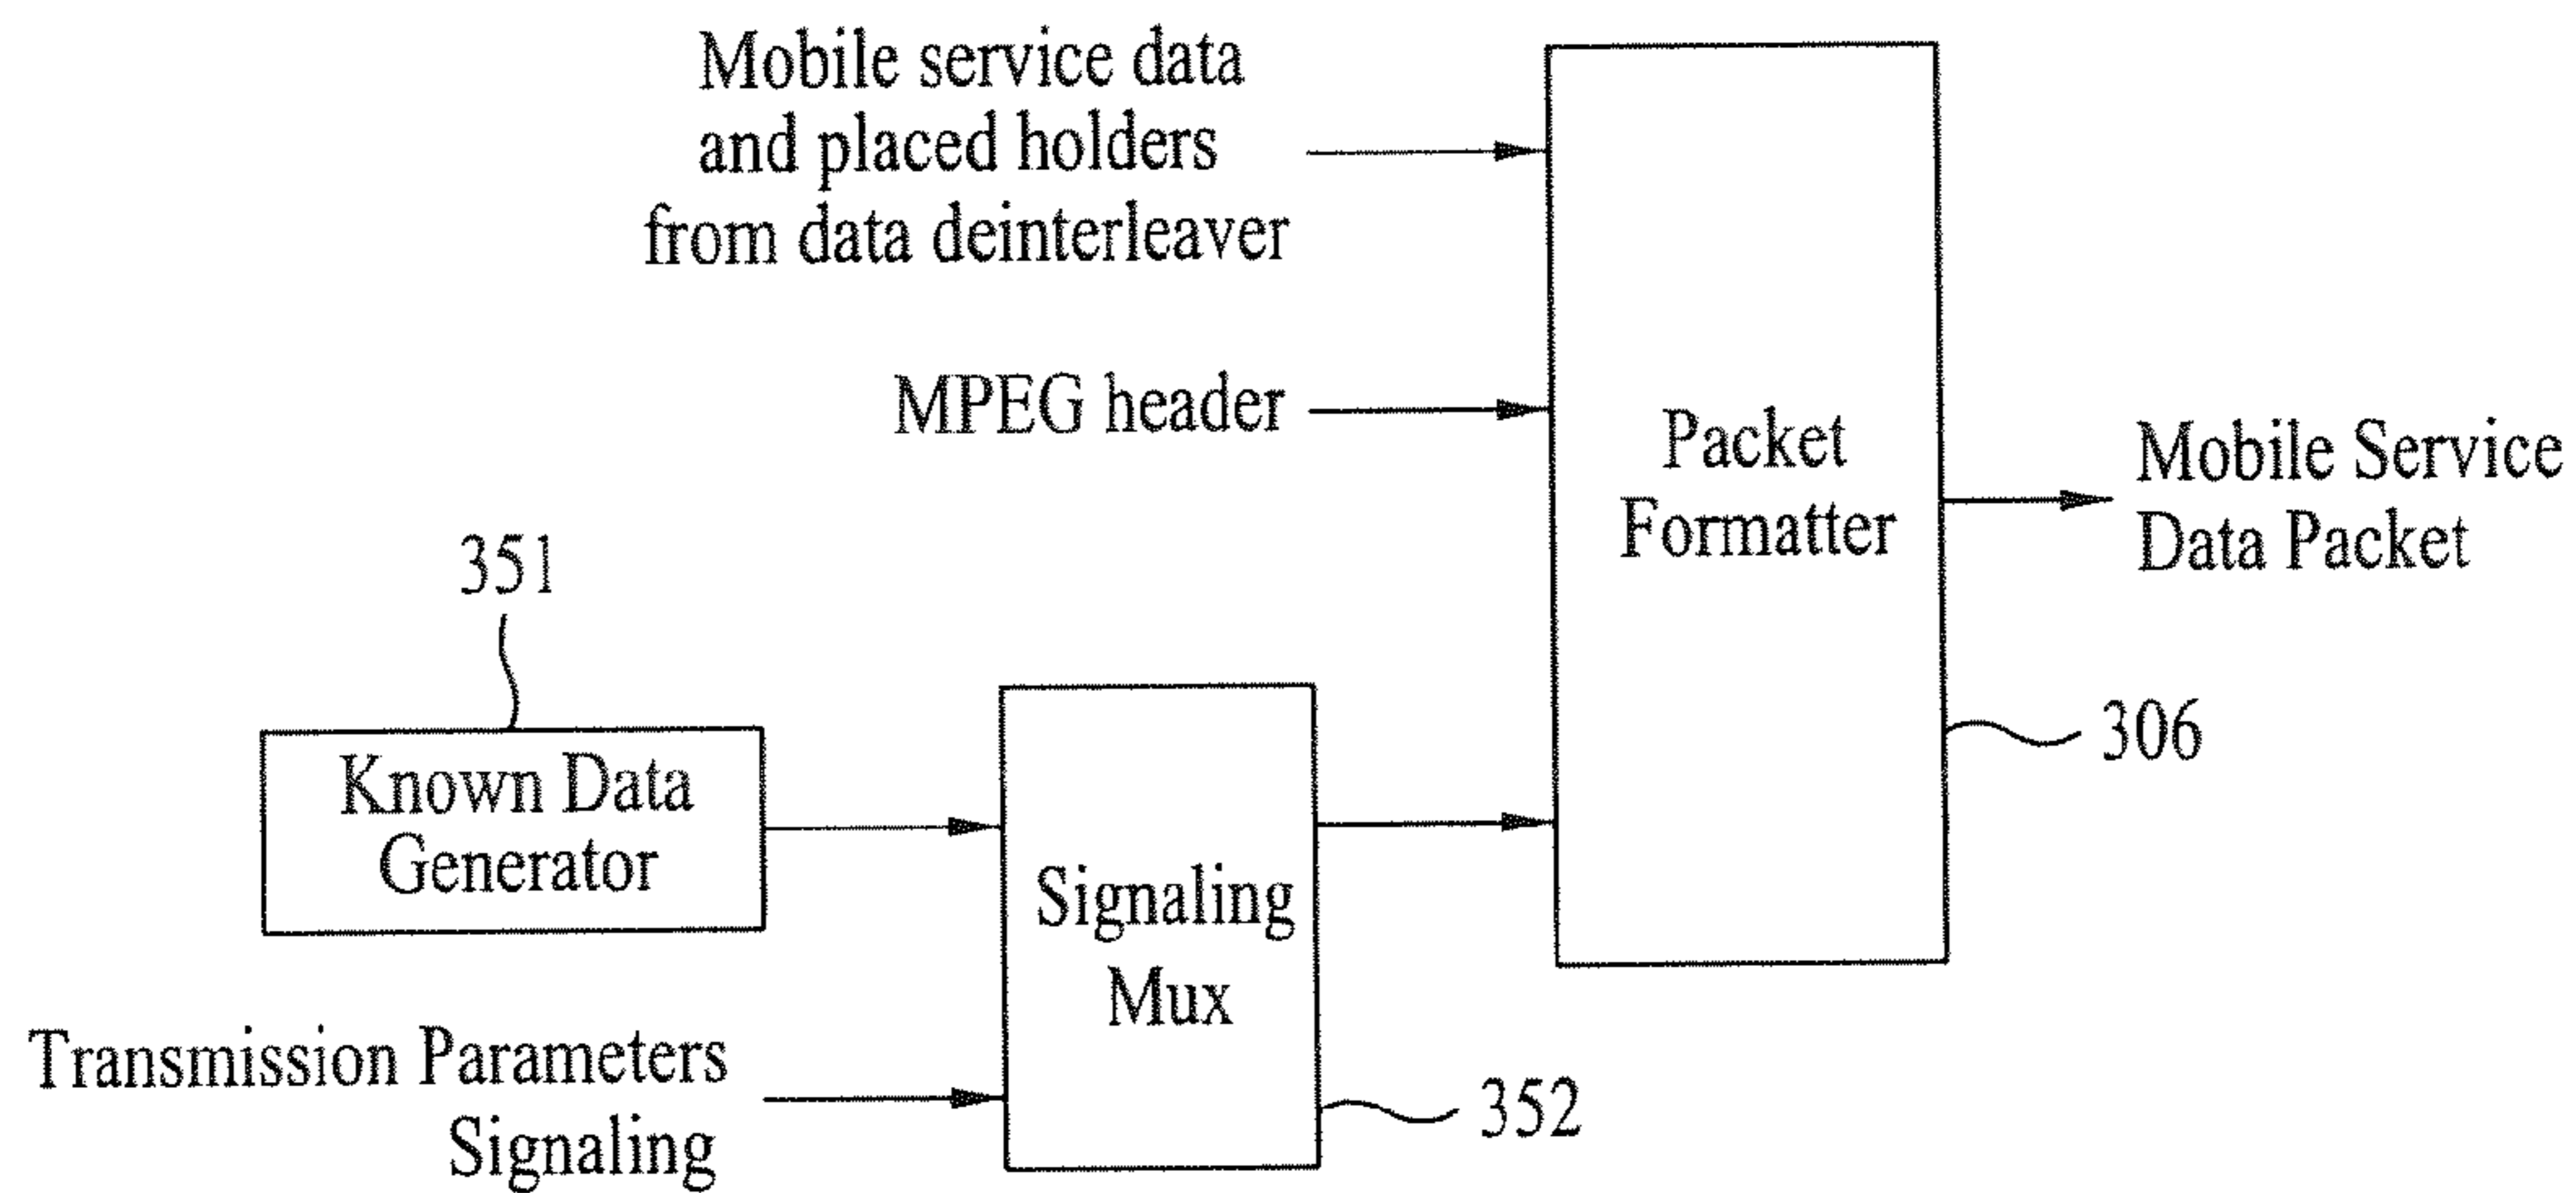 Mobile service data
and placed holders
from data deinterleaver
MPEG header
Packet
Formatter
Mobile Service
Data Packet
306
351
Known Data
Generator
Signaling
Mux
352
Transmission Parameters
Signaling